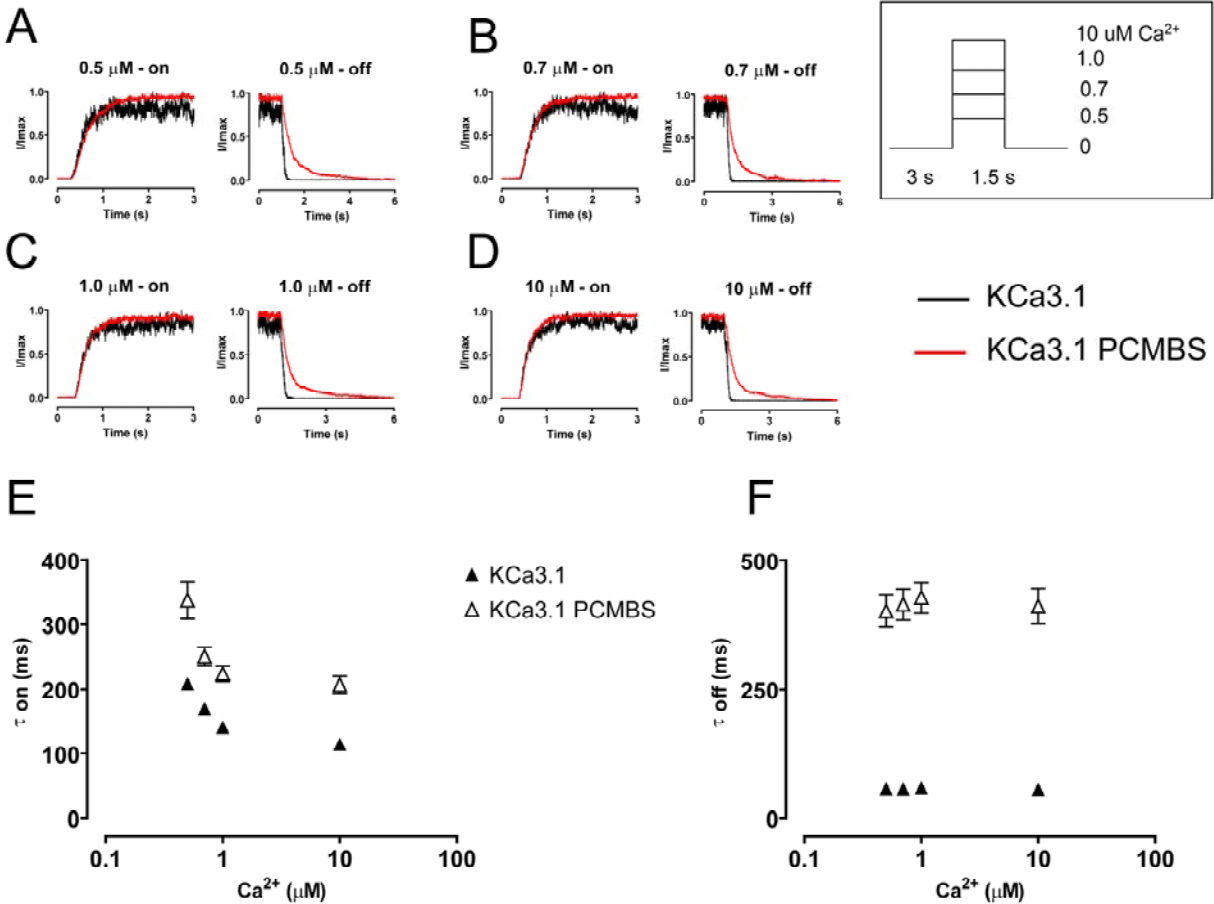 A
0.5 μM - on
I/Imax
1.0
0.5
0.0
0 1 2 3
Time (s)
0.5 μM - off
I/Imax
1.0
0.5
0.0
0 2 4 6
Time (s)
B
0.7 μM - on
I/Imax
1.0
0.5
0.0
0 1 2 3
Time (s)
0.7 μM - off
I/Imax
1.0
0.5
0.0
0 3 6
Time (s)
10 uM Ca²⁺
1.0
0.7
0.5
0
3 s 1.5 s
C
1.0 μM - on
I/Imax
1.0
0.5
0.0
0 1 2 3
Time (s)
1.0 μM - off
I/Imax
1.0
0.5
0.0
0 2 4 6
Time (s)
D
10 μM - on
I/Imax
1.0
0.5
0.0
0 1 2 3
Time (s)
10 μM - off
I/Imax
1.0
0.5
0.0
0 3 6
Time (s)
KCa3.1
KCa3.1 PCMBS
E
τ on (ms)
400
300
200
100
0
0.1 1 10 100
Ca²⁺ (μM)
KCa3.1
KCa3.1 PCMBS
F
τ off (ms)
500
250
0
0.1 1 10 100
Ca²⁺ (μM)